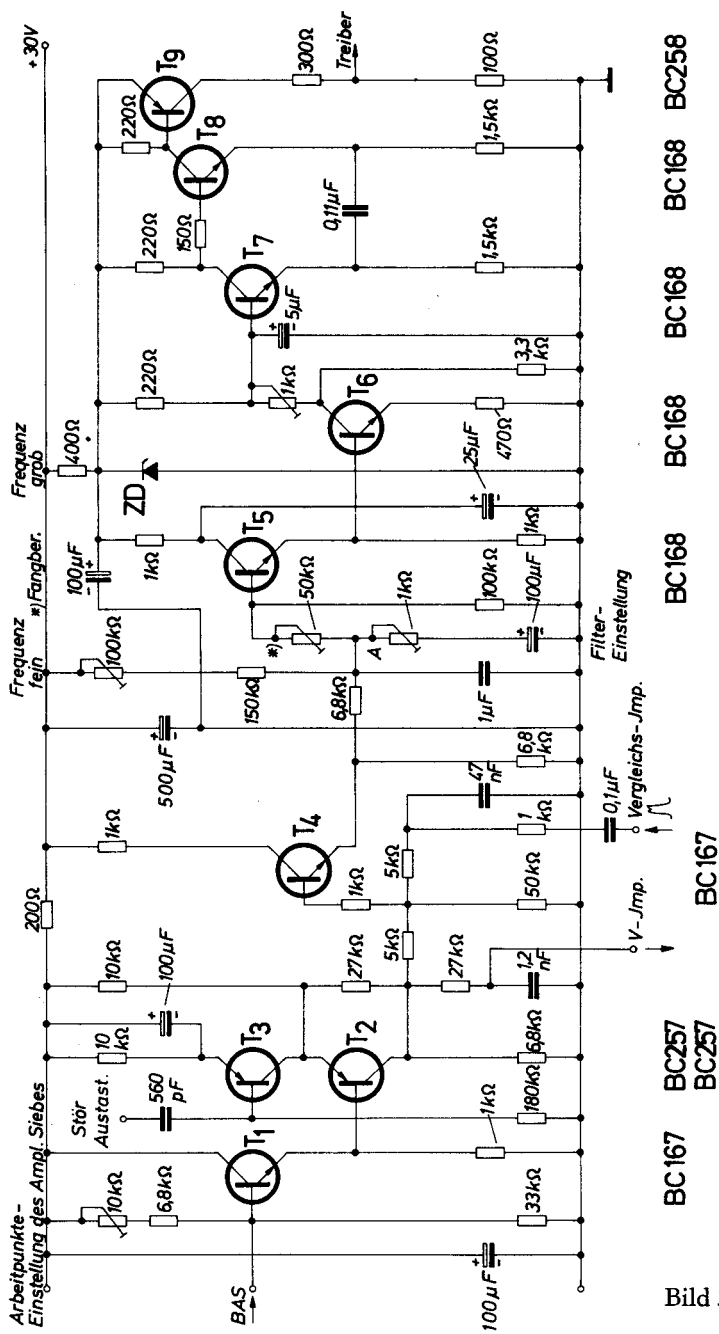 Arbeitpunkte-
Einstellung des Ampl. Siebes
Stör
Austast.
Frequenz
fein
*) Fangber.
Frequenz
grob
+30V
10kΩ
6,8kΩ
560
pF
10
kΩ
100µF
10kΩ
200Ω
1kΩ
500µF
100kΩ
150kΩ
100µF
1kΩ
400Ω
ZD
220Ω
220Ω
150Ω
220Ω
T1
T2
T3
T4
T5
T6
T7
T8
T9
27kΩ
5kΩ
1kΩ
5kΩ
27kΩ
6,8kΩ
*)
50kΩ
A
1kΩ
1kΩ
5µF
0,11µF
300Ω
Treiber
BAS
100µF
33kΩ
1kΩ
180kΩ
6,8kΩ
1,2
nF
50kΩ
1
kΩ
47
nF
6,8
kΩ
1µF
100µF
100kΩ
1kΩ
25µF
470Ω
3,3
kΩ
1,5kΩ
1,5kΩ
100Ω
V-Jmp.
0,1µF
Vergleichs-Jmp.
Filter-
Einstellung
BC167
BC257
BC257
BC167
BC168
BC168
BC168
BC168
BC258
Bild